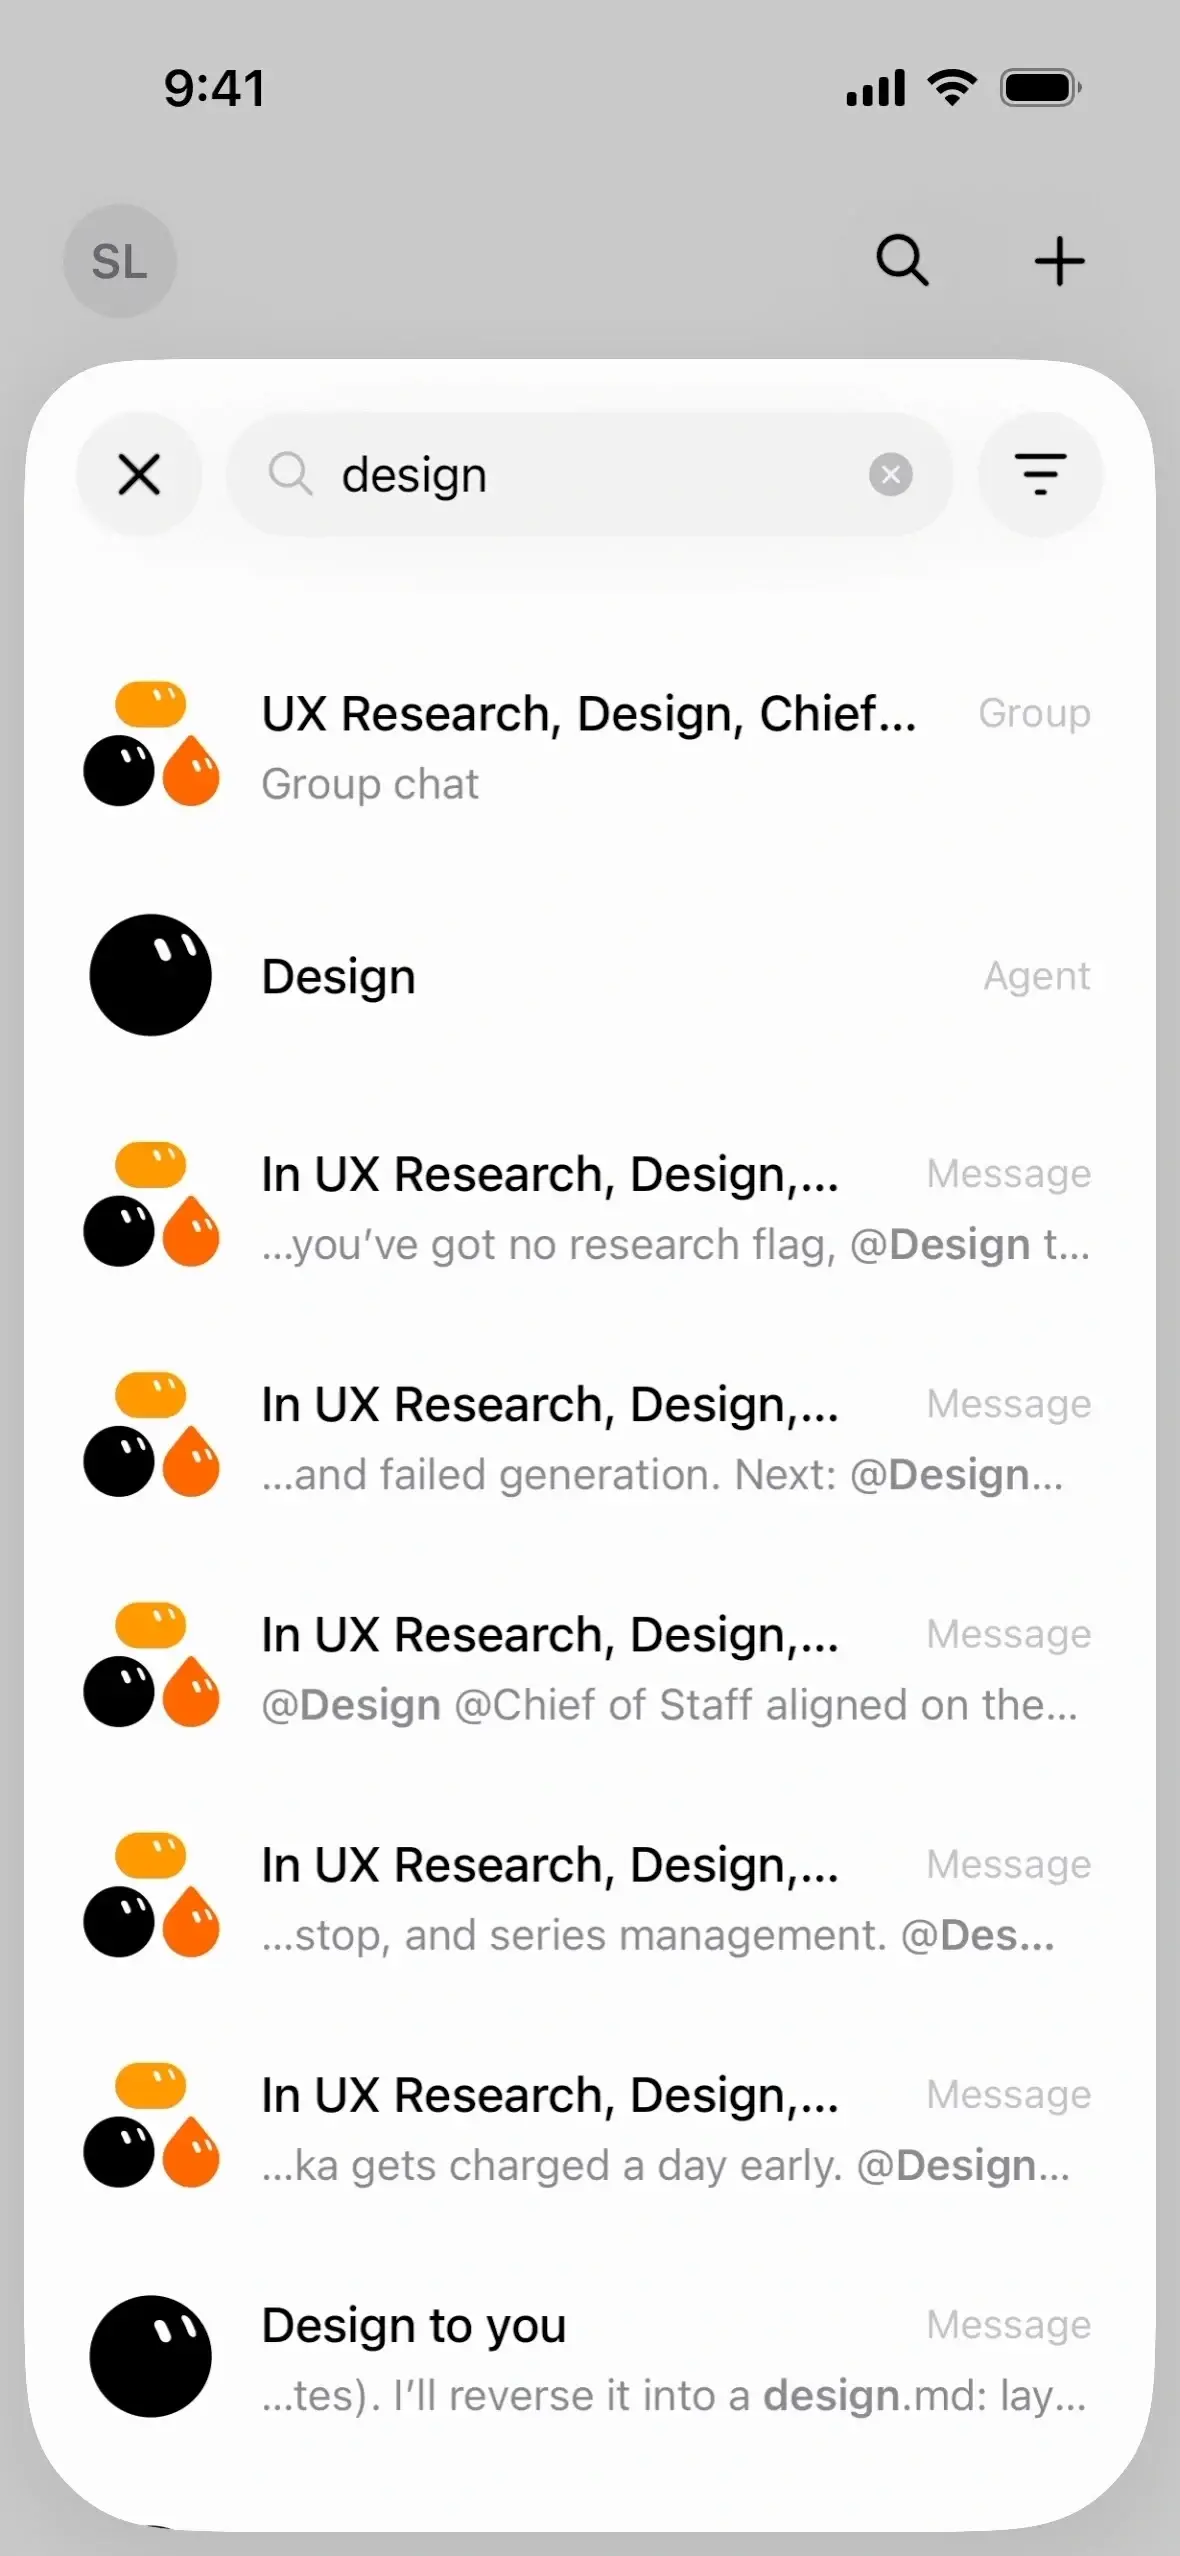 9:41
SL
design
UX Research, Design, Chief... Group
Group chat
Design Agent
In UX Research, Design,... Message
...you’ve got no research flag, @Design t...
In UX Research, Design,... Message
...and failed generation. Next: @Design...
In UX Research, Design,... Message
@Design @Chief of Staff aligned on the...
In UX Research, Design,... Message
...stop, and series management. @Des...
In UX Research, Design,... Message
...ka gets charged a day early. @Design...
Design to you Message
...tes). I’ll reverse it into a design.md: lay...